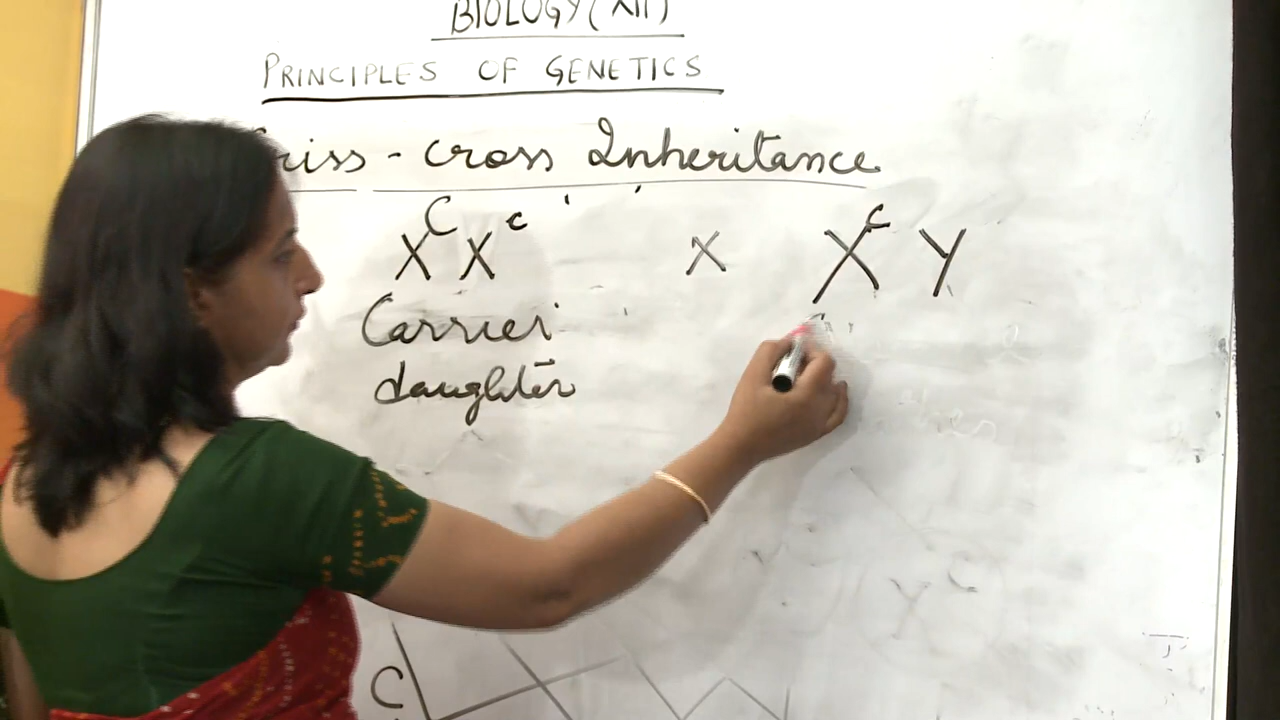 BIOLOGY (XII)
PRINCIPLES OF GENETICS
riss - cross Inheritance
X^C X^c X X^c Y
Carrier
daughter
C